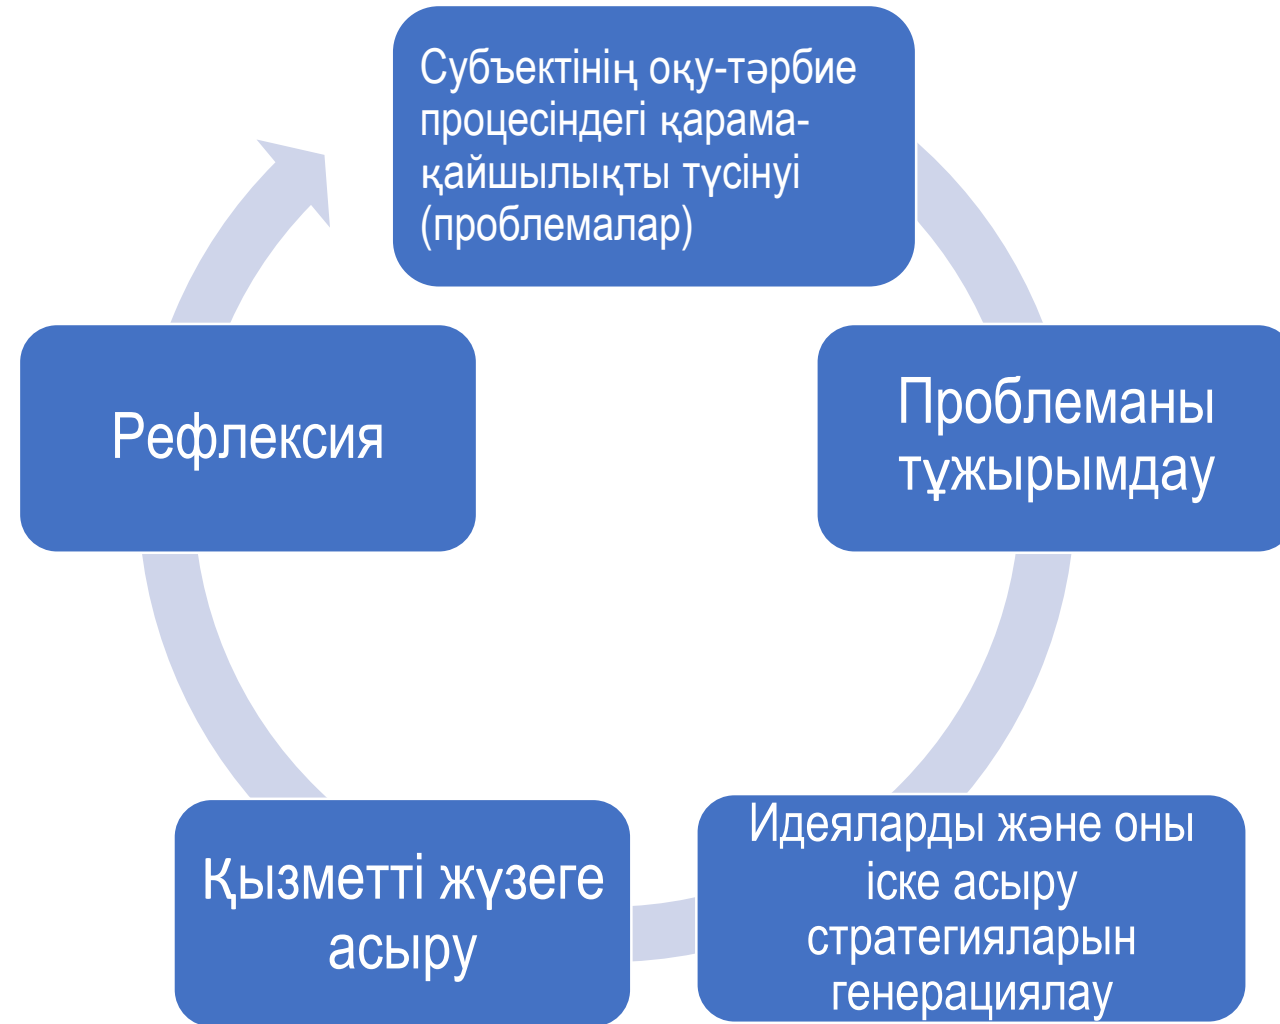 Субъектінің оқу-тәрбие
процесіндегі қарама-
қайшылықты түсінуі
(проблемалар)
Проблеманы
тұжырымдау
Идеяларды және оны
іске асыру
стратегияларын
генерациялау
Қызметті жүзеге
асыру
Рефлексия